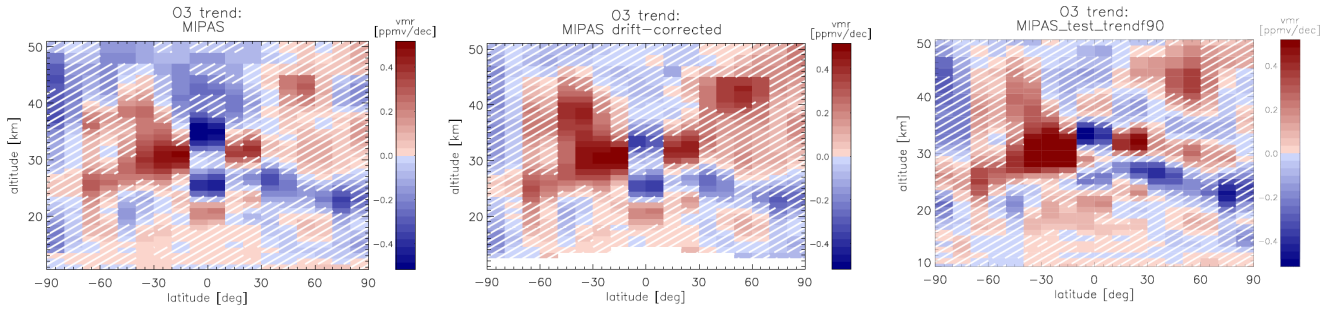 O3 trend:
MIPAS
vmr
[ppmv/dec]
50
40
30
20
altitude [km]
−90
−60
−30
0
30
60
90
latitude [deg]
0.4
0.2
0.00
−0.2
−0.4
O3 trend:
MIPAS drift−corrected
vmr
[ppmv/dec]
50
40
30
20
altitude [km]
−90
−60
−30
0
30
60
90
latitude [deg]
0.4
0.2
0.00
−0.2
−0.4
O3 trend:
MIPAS_test_trendf90
vmr
[ppmv/dec]
50
40
30
20
10
altitude [km]
−90
−60
−30
0
30
60
90
latitude [deg]
0.4
0.2
0.00
−0.2
−0.4